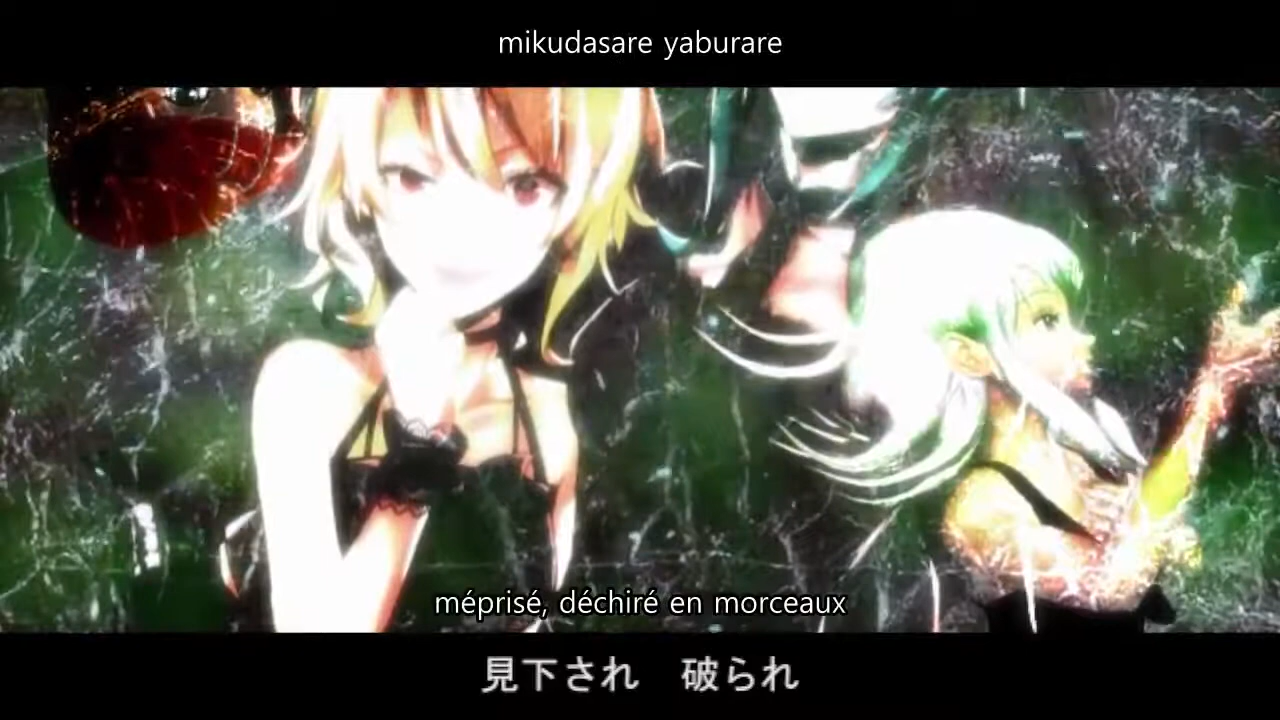 mikudasare yaburare
méprisé, déchiré en morceaux
見下され　破られ